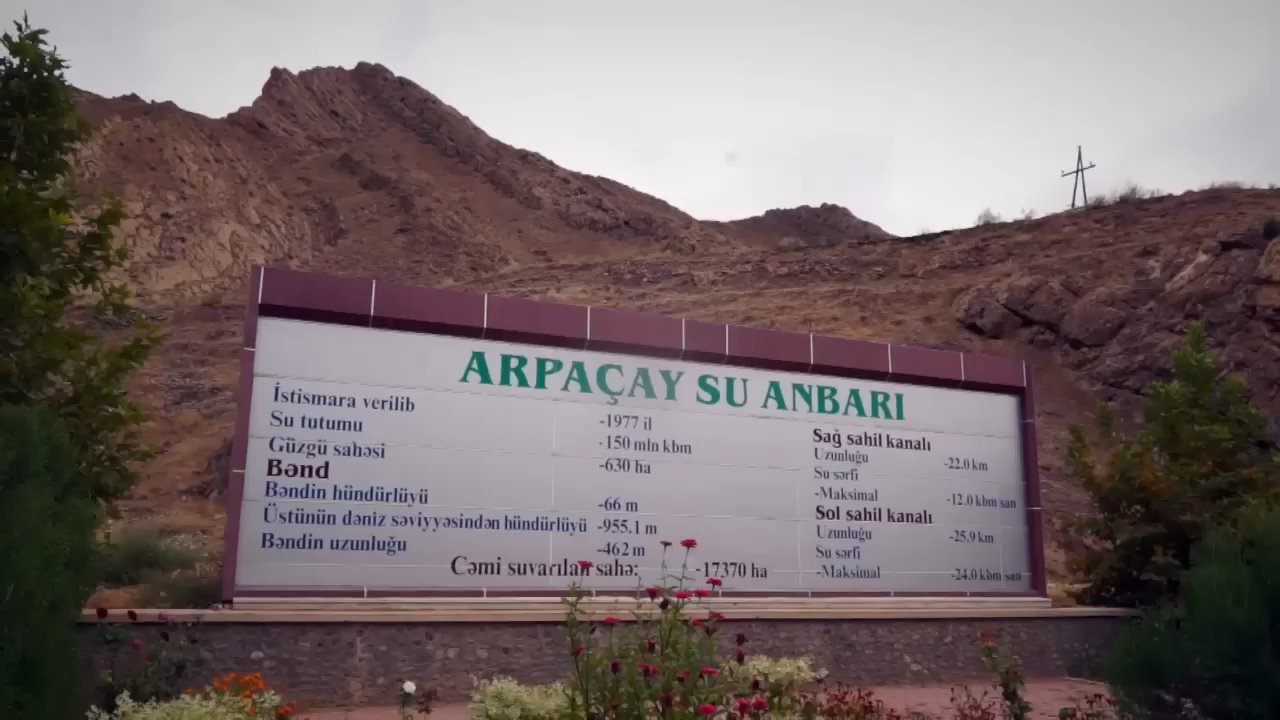 ARPAÇAY SU ANBARI
İstismara verilib -1977 il
Su tutumu -150 mln kbm
Güzgü sahəsi -630 ha
Bənd
Bəndin hündürlüyü -66 m
Üstünün dəniz səviyyəsindən hündürlüyü -955.1 m
Bəndin uzunluğu -462 m
Sağ sahil kanalı
Uzunluğu -22.0 km
Su sərfi
-Maksimal -12.0 kbm san
Sol sahil kanalı
Uzunluğu -25.9 km
Su sərfi
-Maksimal -24.0 kbm san
Cəmi suvarılan sahə: -17370 ha